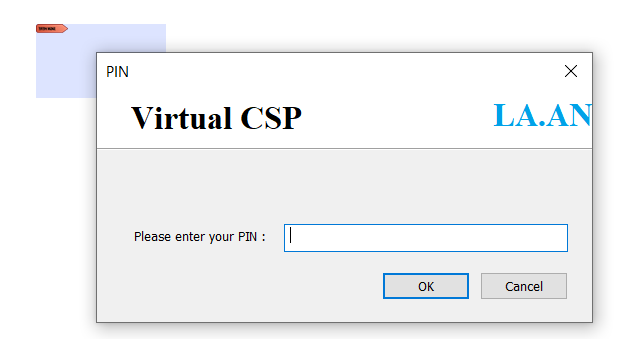 PIN
Virtual CSP
LA.AN
Please enter your PIN :
OK
Cancel